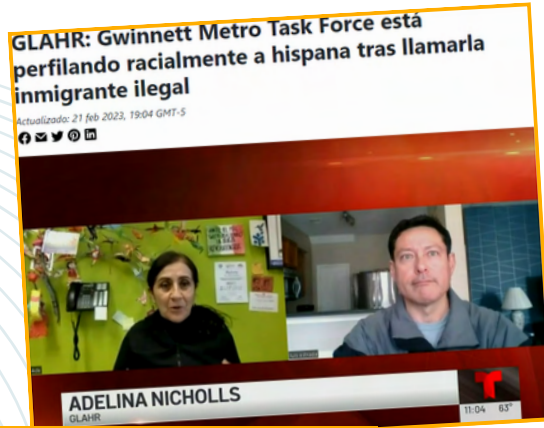 GLAHR: Gwinnett Metro Task Force está
perfilando racialmente a hispana tras llamarla
inmigrante ilegal
Actualizado: 21 feb 2023, 19:04 GMT-5
ADELINA NICHOLLS
GLAHR
11:04 63°